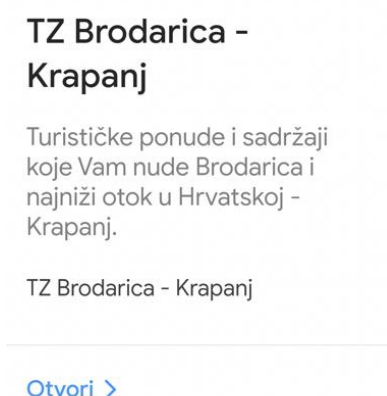 TZ Brodarica -
Krapanj
Turističke ponude i sadržaji
koje Vam nude Brodarica i
najniži otok u Hrvatskoj -
Krapanj.
TZ Brodarica - Krapanj
Otvori >